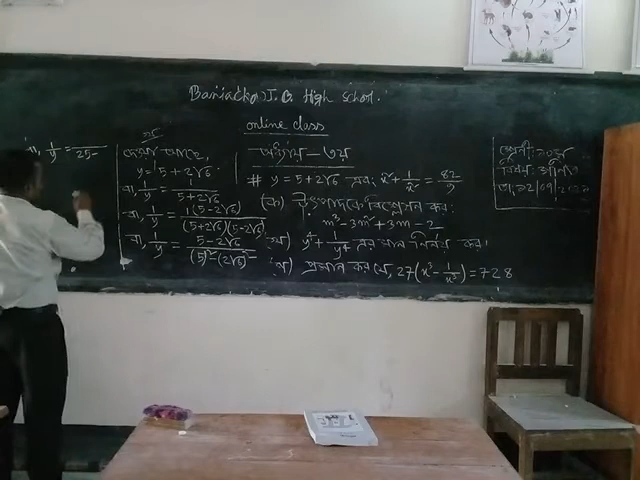 J. C. High School.
online class
অধ্যায় - ৩য়
# y = 5 + 2√6 এবং x² + 1/x² = 82/9
(ক) উৎপাদকে বিশ্লেষণ কর:
m³ - 3m² + 3m - 2
(খ) y⁴ + 1/y⁴ এর মান নির্ণয় কর।
(গ) প্রমাণ কর যে, 27(x³ - 1/x³) = 728
দেওয়া আছে,
y = 5 + 2√6
বা, 1/y = 1/5+2√6
বা, 1/y = 1(5-2√6)/(5+2√6)(5-2√6)
বা, 1/y = 5-2√6/(5)²-(2√6)²
বা, 1/y = /25-
শ্রেণী:
বিষয়: গণিত